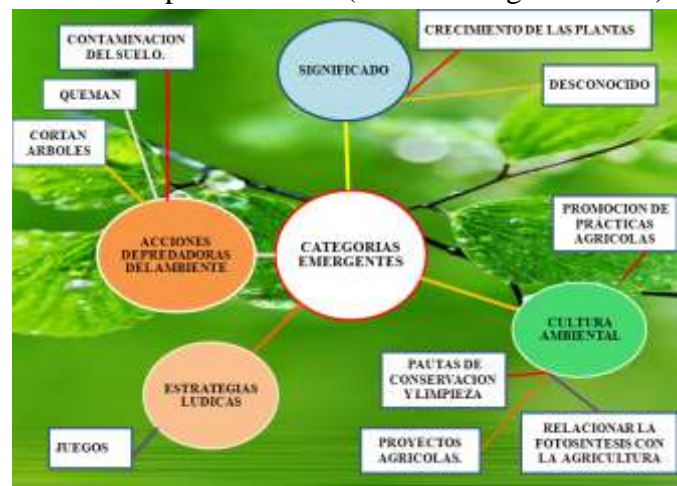 CRECIMIENTO DE LAS PLANTAS
CONTAMINACION
DEL SUELO.
SIGNIFICADO
DESCONOCIDO
QUEMAN
CORTAN
ARBOLES
PROMOCION DE
PRÁCTICAS
AGRICOLAS
ACCIONES
DEPREDADORAS
DEL AMBIENTE
CATEGORIAS
EMERGENTES
CULTURA
AMBIENTAL
PAUTAS DE
CONSERVACION
Y LIMPIEZA
ESTRATEGIAS
LUDICAS
JUEGOS
PROYECTOS
AGRICOLAS.
RELACIONAR LA
FOTOSINTESIS CON
LA AGRICULTURA